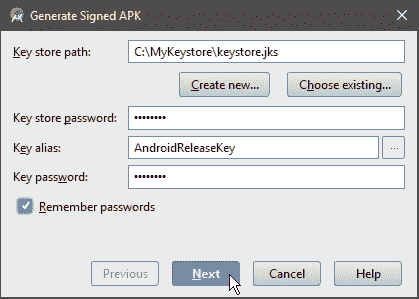 Generate Signed APK
Key store path: C:\MyKeystore\keystore.jks
Create new... Choose existing...
Key store password: ••••••••
Key alias: AndroidReleaseKey ...
Key password: ••••••••
Remember passwords
Previous Next Cancel Help